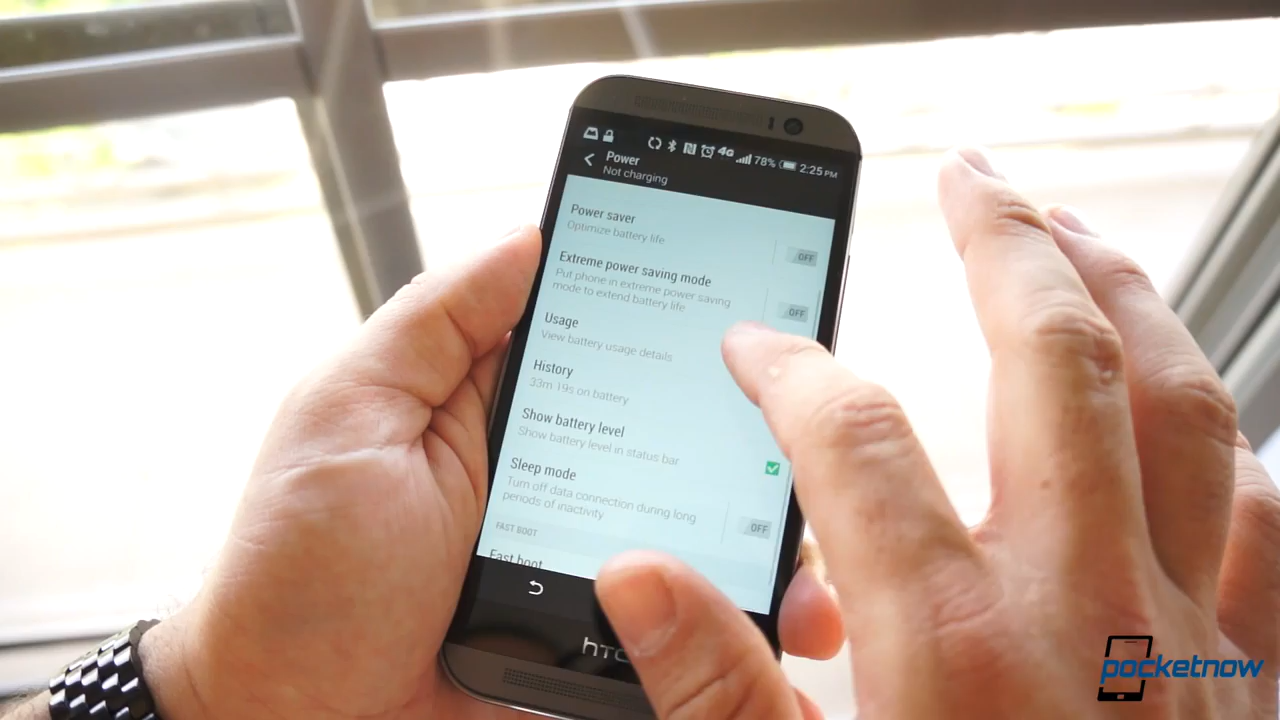 4G 78% 2:25 PM
Power
Not charging
Power saver
Optimize battery life
OFF
Extreme power saving mode
Put phone in extreme power saving
mode to extend battery life
OFF
Usage
View battery usage details
History
33m 19s on battery
Show battery level
Show battery level in status bar
Sleep mode
Turn off data connection during long
periods of inactivity
OFF
FAST BOOT
Fast boot
hTC
pocketnow